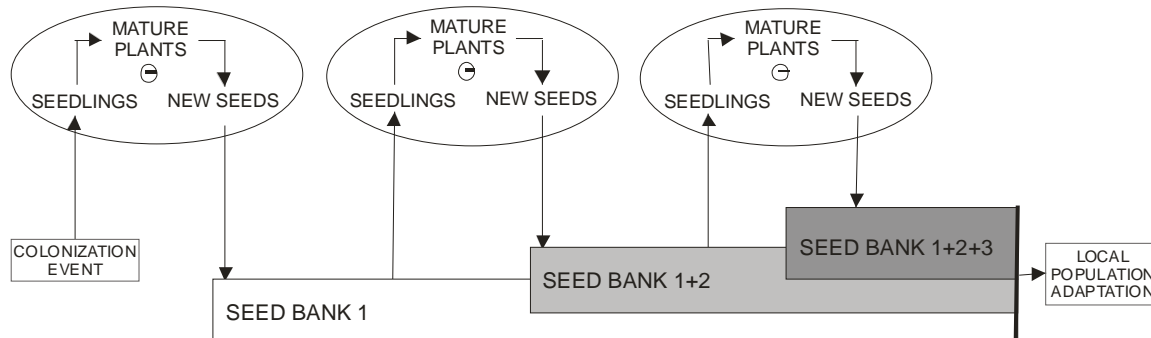 MATURE
PLANTS
SEEDLINGS
NEW SEEDS
MATURE
PLANTS
SEEDLINGS
NEW SEEDS
MATURE
PLANTS
SEEDLINGS
NEW SEEDS
COLONIZATION
EVENT
SEED BANK 1
SEED BANK 1+2
SEED BANK 1+2+3
LOCAL
POPULATION
ADAPTATION